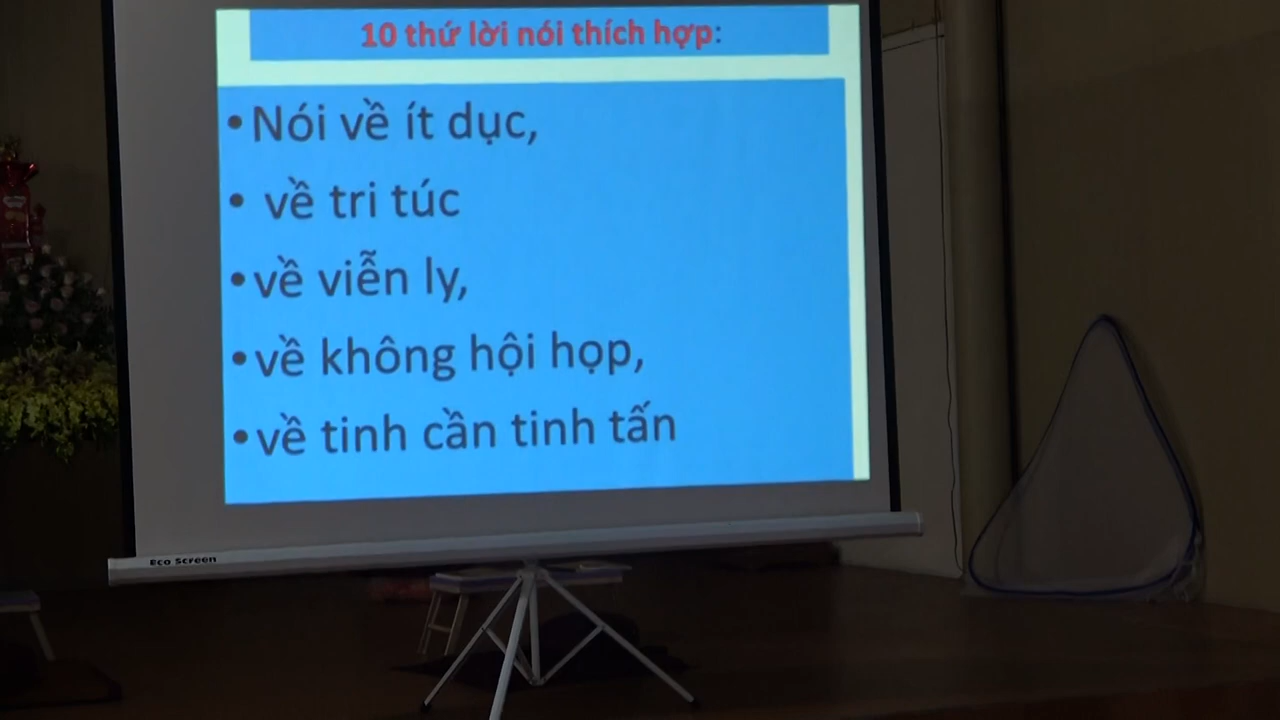 10 thứ lời nói thích hợp:
•Nói về ít dục,
• về tri túc
•về viễn ly,
•về không hội họp,
•về tinh cần tinh tấn
Eco Screen